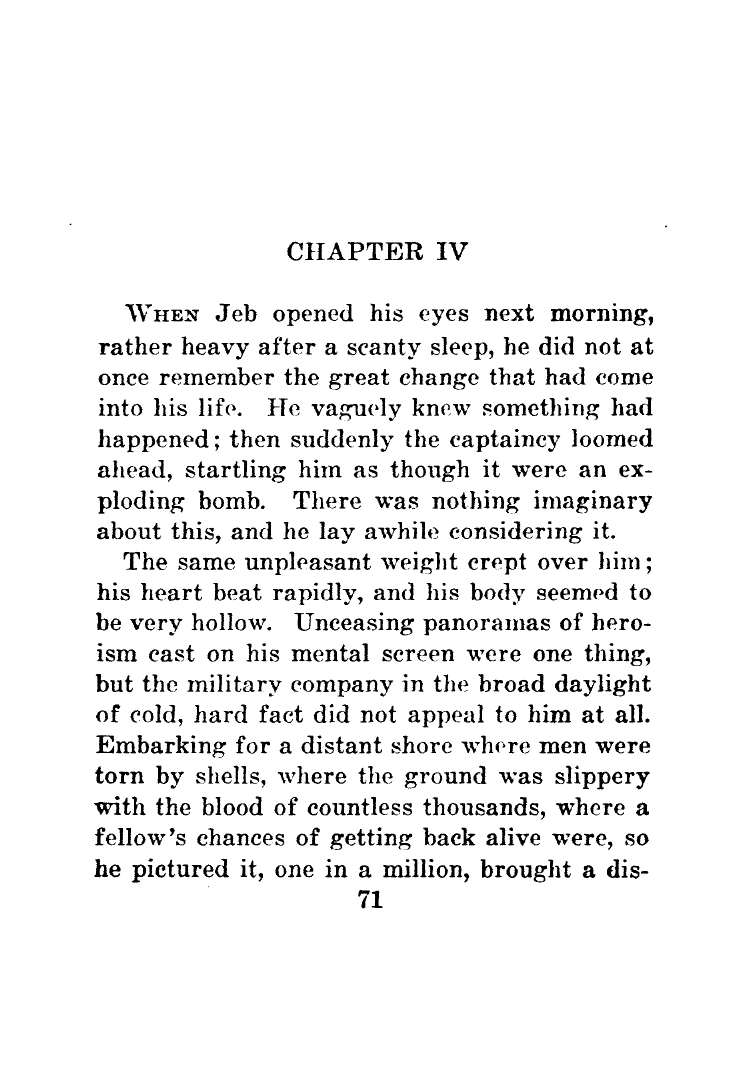 CHAPTER IV
WHEN Jeb opened his eyes next morning,
rather heavy after a scanty sleep, he did not at
once remember the great change that had come
into his life. He vaguely knew something had
happened; then suddenly the captaincy loomed
ahead, startling him as though it were an ex-
ploding bomb. There was nothing imaginary
about this, and he lay awhile considering it.
The same unpleasant weight crept over him;
his heart beat rapidly, and his body seemed to
be very hollow. Unceasing panoramas of hero-
ism cast on his mental screen were one thing,
but the military company in the broad daylight
of cold, hard fact did not appeal to him at all.
Embarking for a distant shore where men were
torn by shells, where the ground was slippery
with the blood of countless thousands, where a
fellow's chances of getting back alive were, so
he pictured it, one in a million, brought a dis-
71